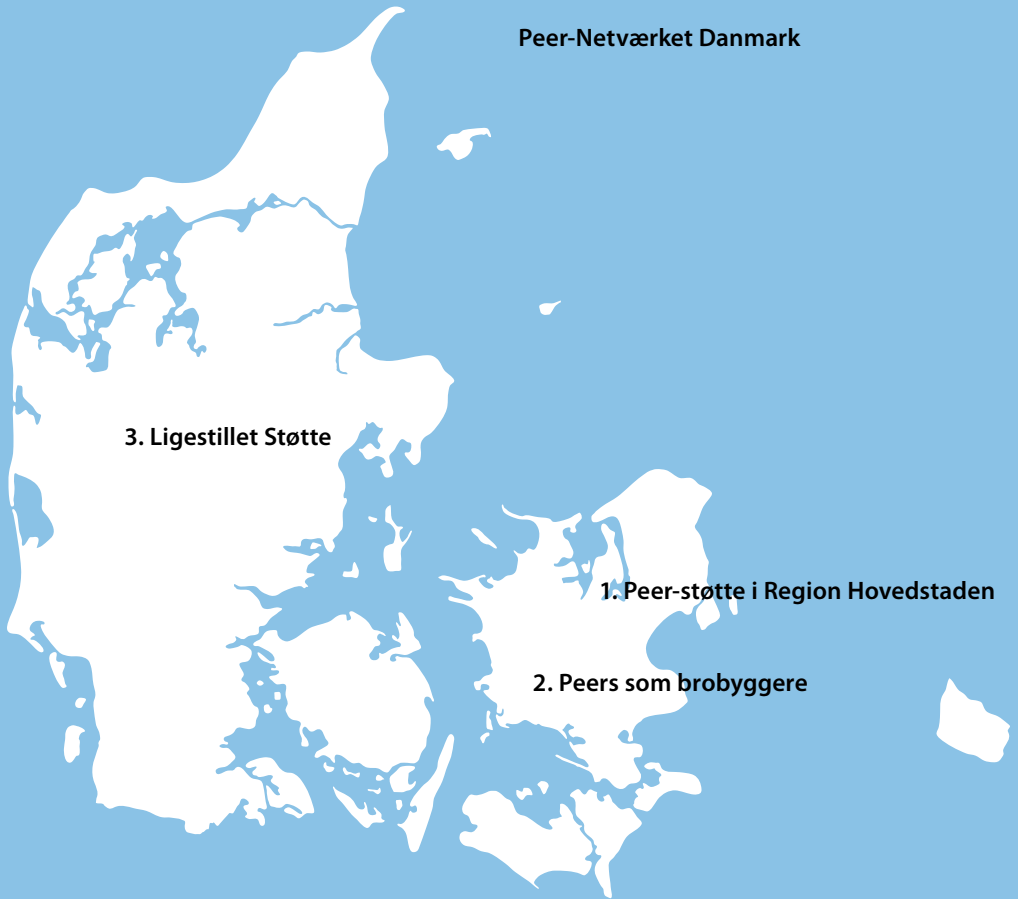 Peer-Netværket Danmark
3. Ligestillet Støtte
1. Peer-støtte i Region Hovedstaden
2. Peers som brobyggere